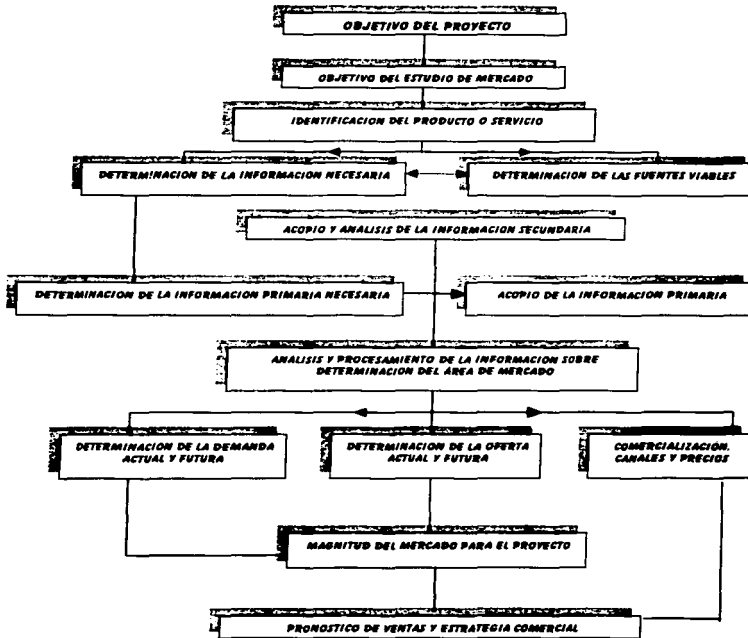 OBJETIVO DEL PROYECTO
OBJETIVO DEL ESTUDIO DE MERCADO
IDENTIFICACION DEL PRODUCTO O SERVICIO
DETERMINACION DE LA INFORMACION NECESARIA
DETERMINACION DE LAS FUENTES VIABLES
ACOPIO Y ANALISIS DE LA INFORMACION SECUNDARIA
DETERMINACION DE LA INFORMACION PRIMARIA NECESARIA
ACOPIO DE LA INFORMACION PRIMARIA
ANALISIS Y PROCESAMIENTO DE LA INFORMACION SOBRE
DETERMINACION DEL ÁREA DE MERCADO
DETERMINACION DE LA DEMANDA
ACTUAL Y FUTURA
DETERMINACION DE LA OFERTA
ACTUAL Y FUTURA
COMERCIALIZACIÓN,
CANALES Y PRECIOS
MAGNITUD DEL MERCADO PARA EL PROYECTO
PRONOSTICO DE VENTAS Y ESTRATEGIA COMERCIAL